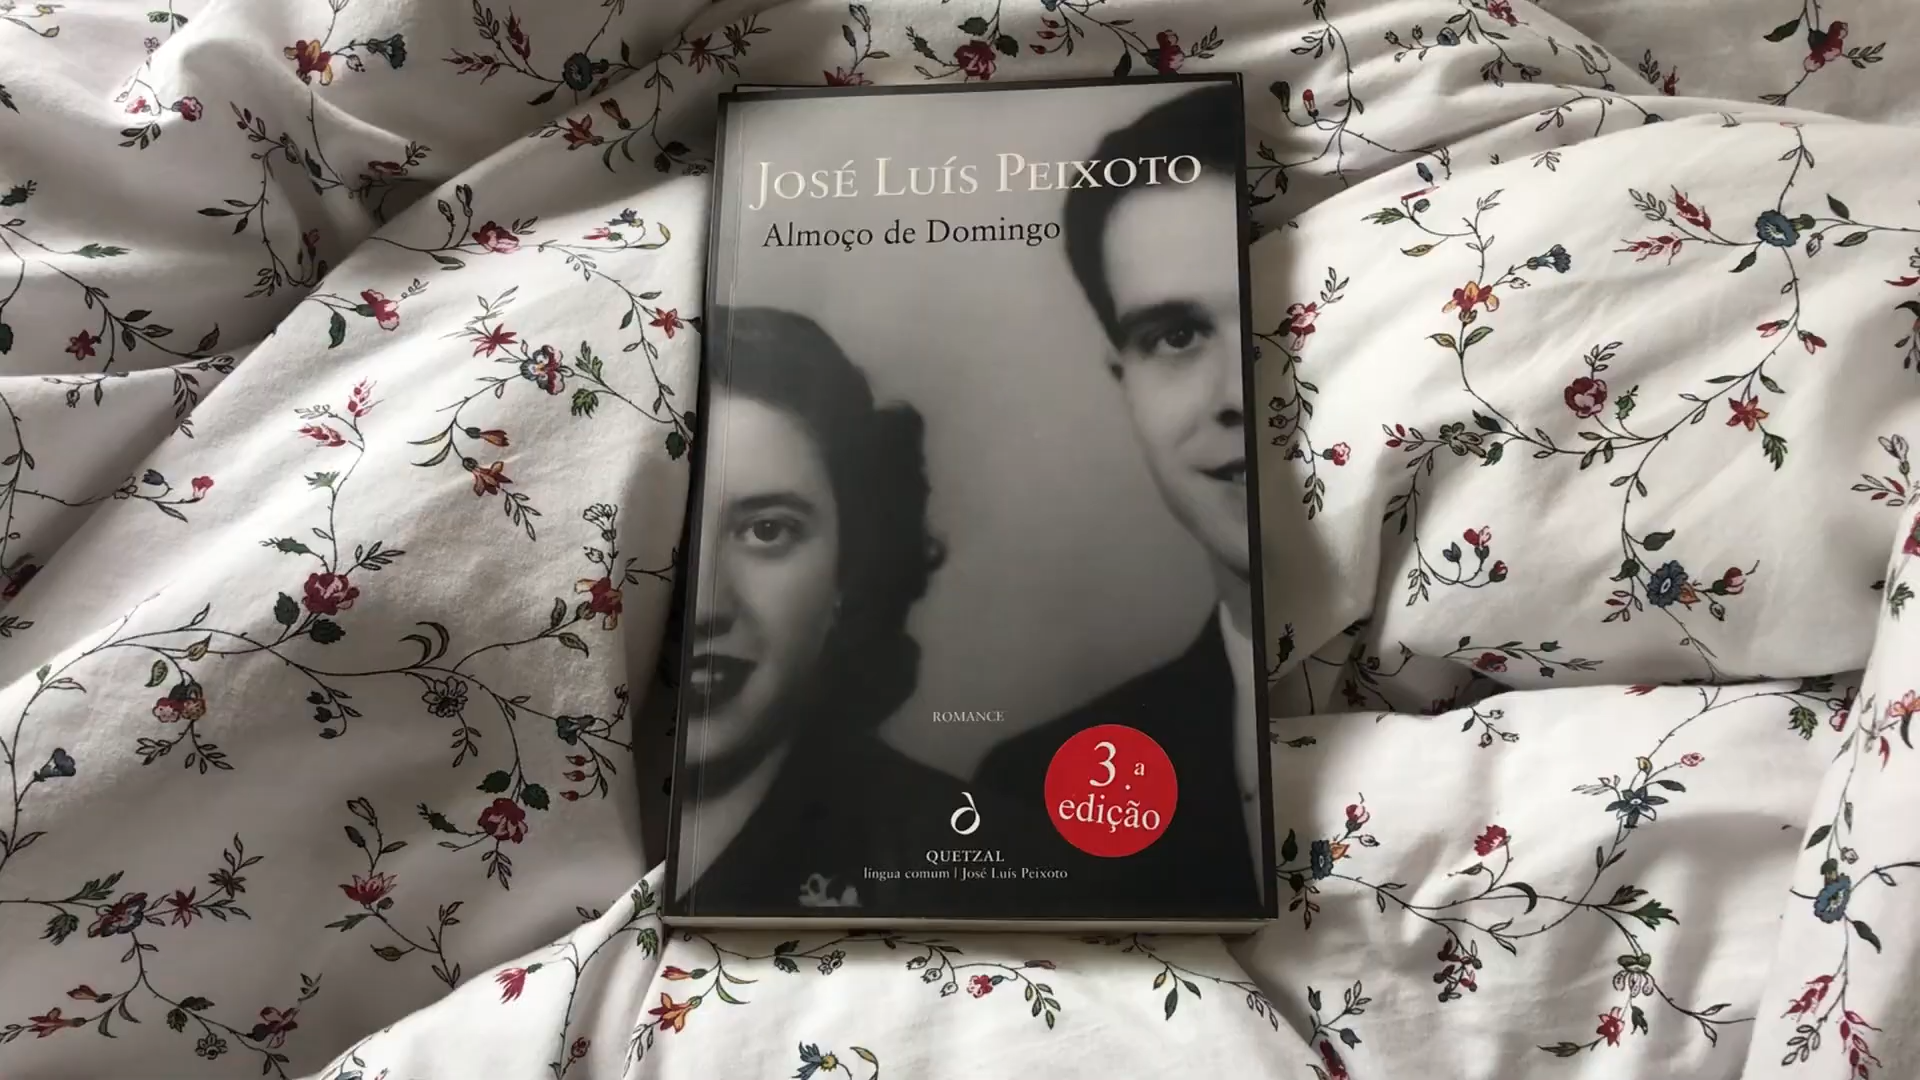 JOSÉ LUÍS PEIXOTO
Almoço de Domingo
ROMANCE
3.a
edição
QUETZAL
língua comum | José Luís Peixoto